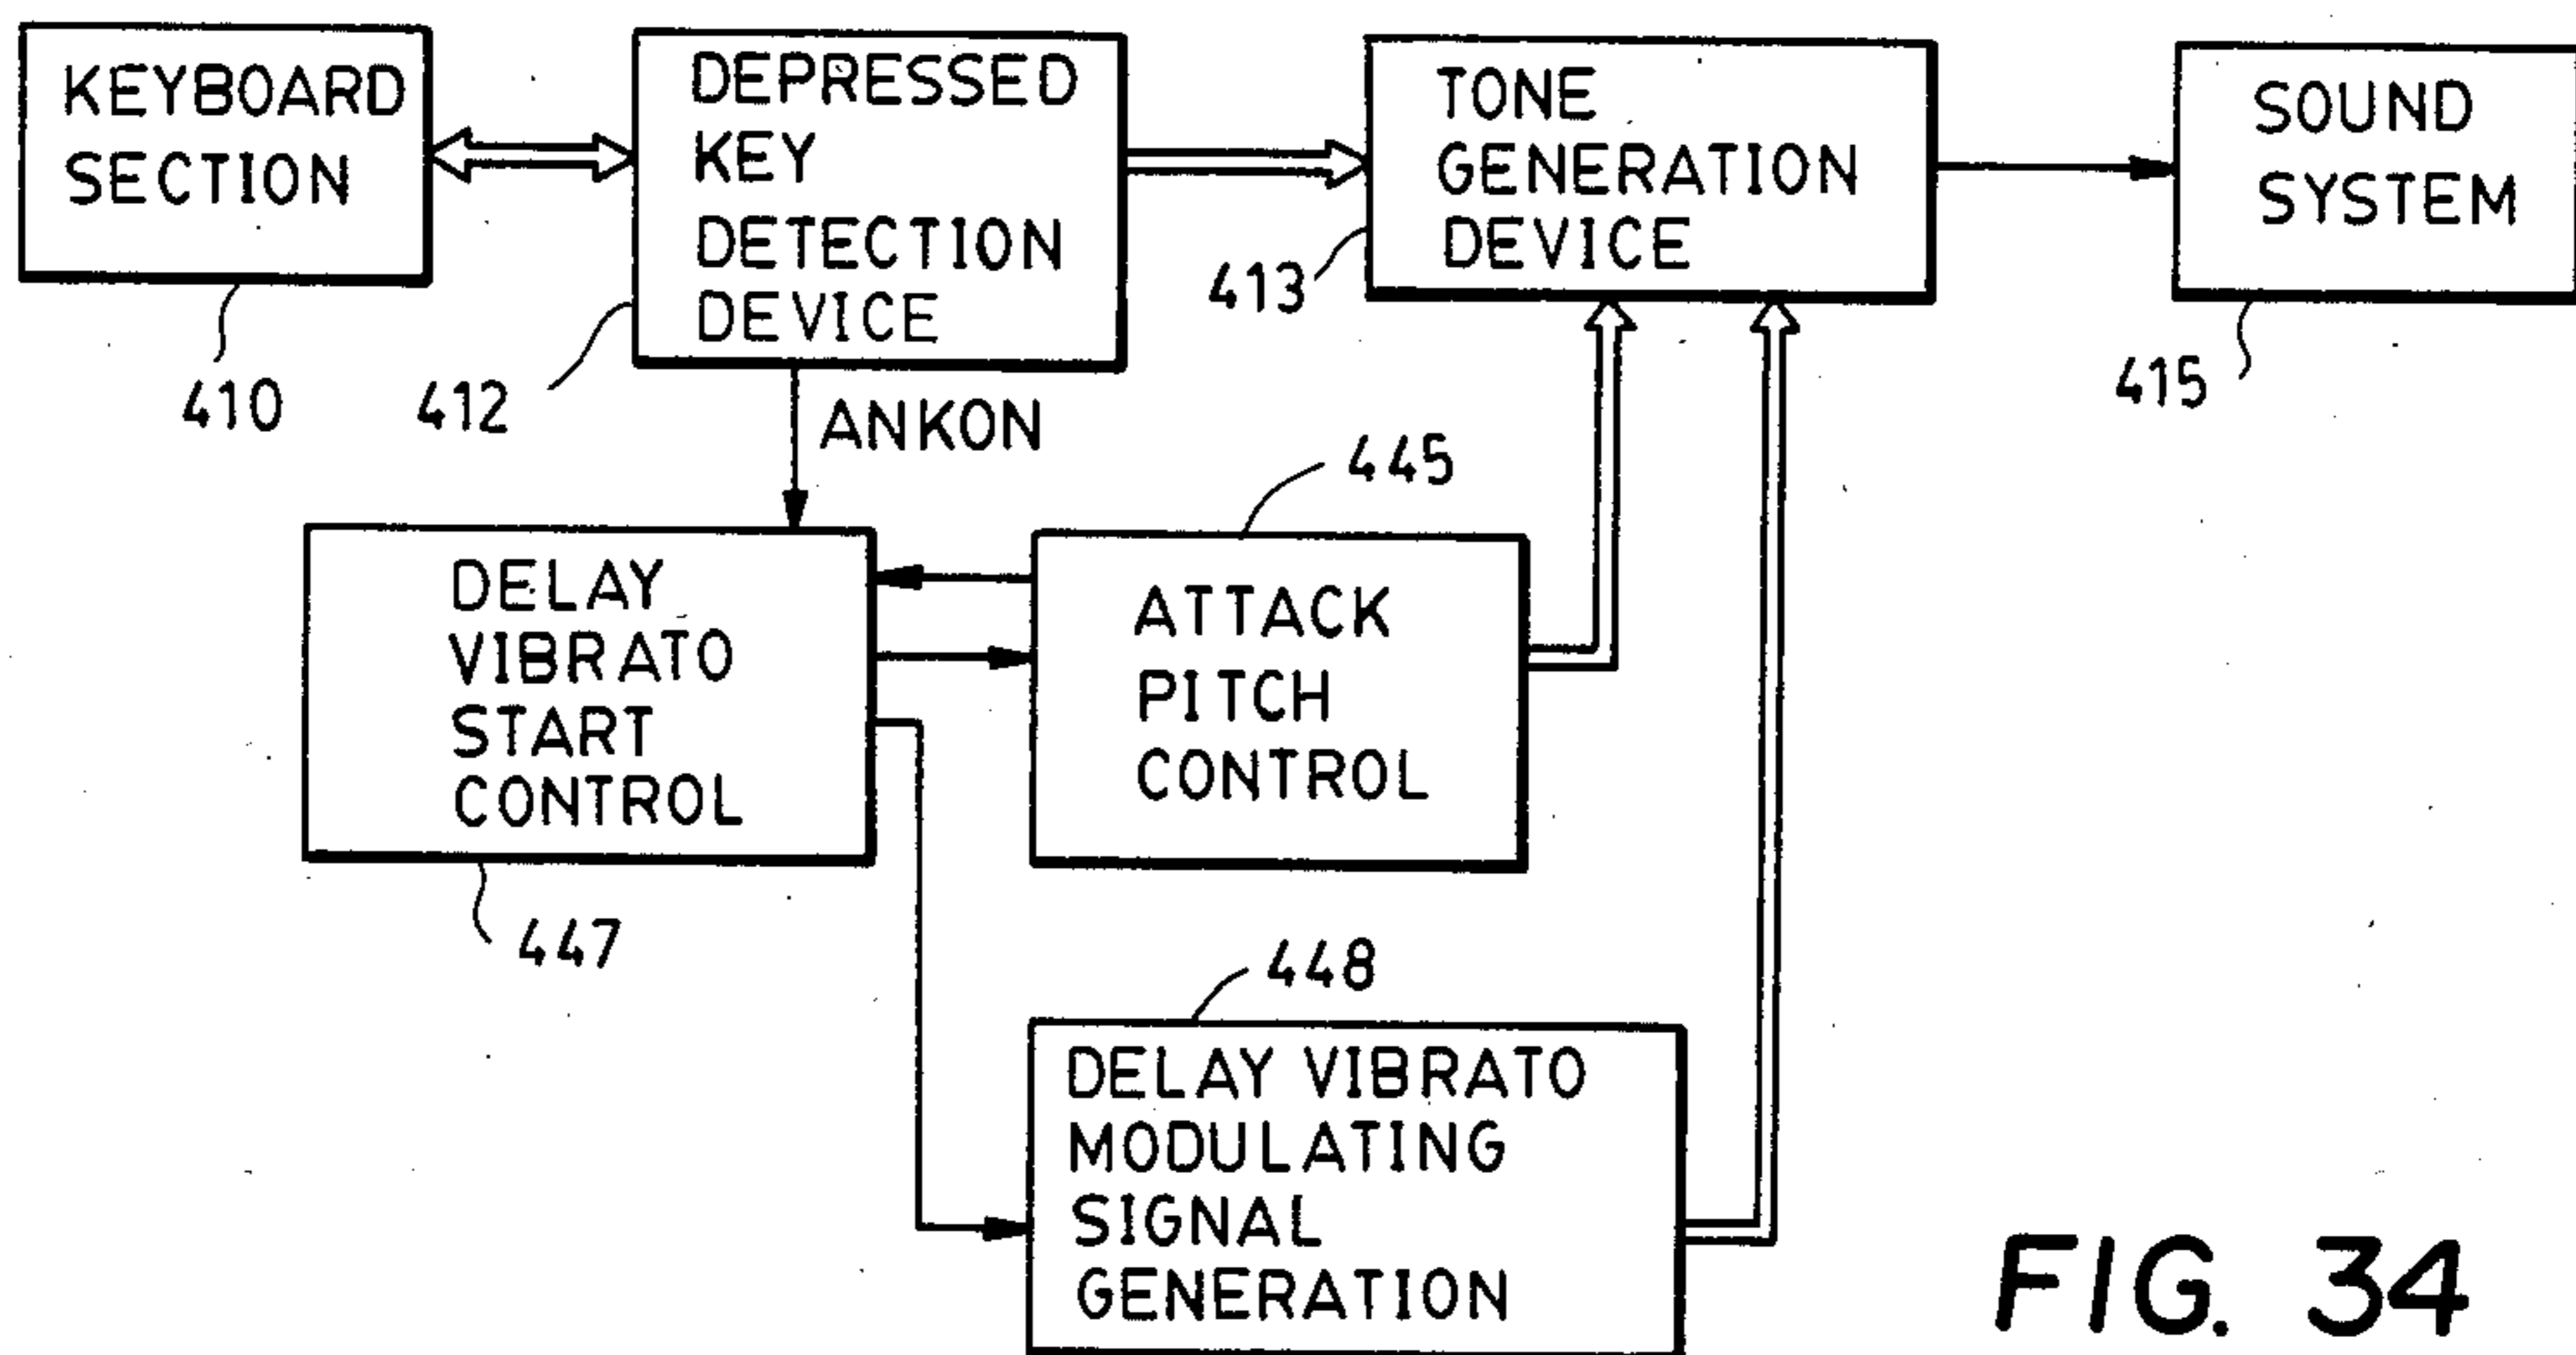 KEYBOARD
SECTION
410
DEPRESSED
KEY
DETECTION
DEVICE
412
TONE
GENERATION
DEVICE
413
SOUND
SYSTEM
415
ANKON
DELAY
VIBRATO
START
CONTROL
447
445
ATTACK
PITCH
CONTROL
448
DELAY VIBRATO
MODULATING
SIGNAL
GENERATION
FIG. 34